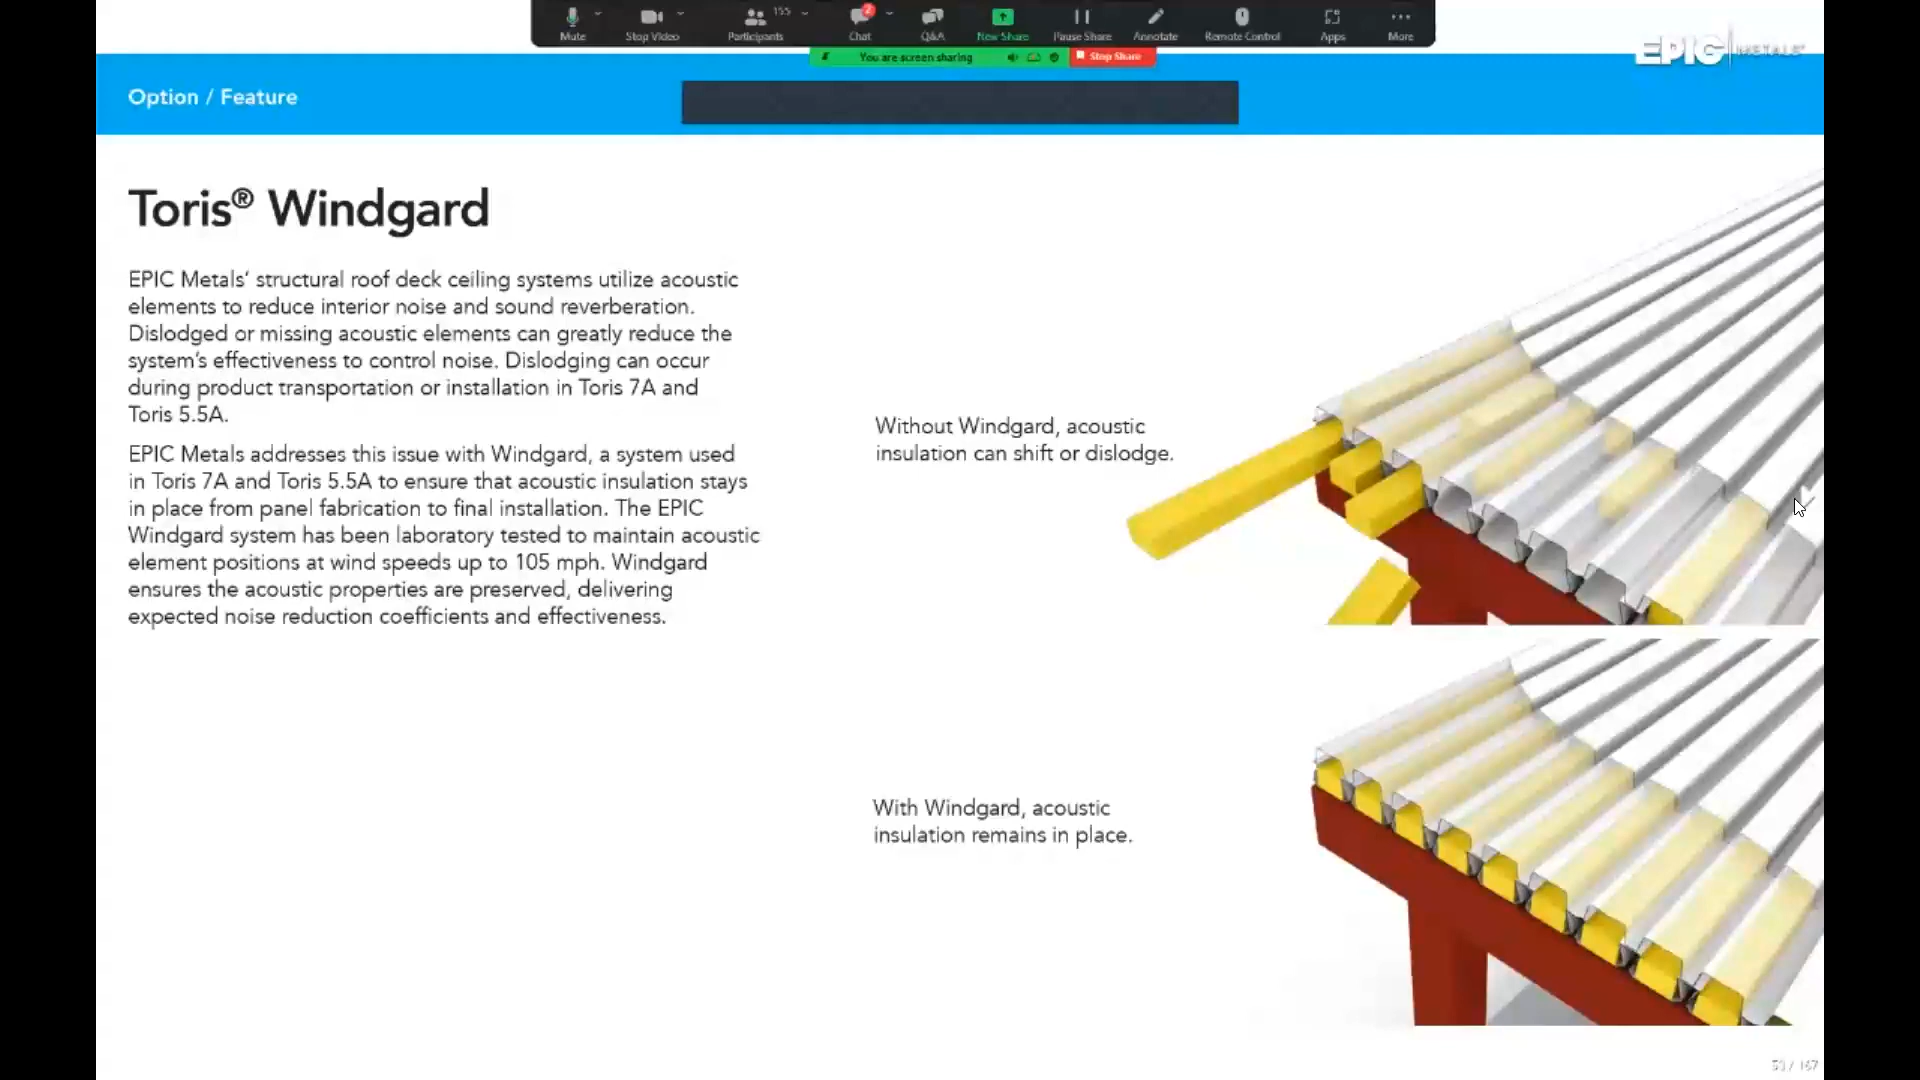 Mute
Stop Video
Participants
155
Chat
2
Q&A
New Share
Pause Share
Annotate
Remote Control
Apps
More
You are screen sharing
Stop Share
EPIC METALS
Option / Feature
Toris® Windgard
EPIC Metals' structural roof deck ceiling systems utilize acoustic
elements to reduce interior noise and sound reverberation.
Dislodged or missing acoustic elements can greatly reduce the
system's effectiveness to control noise. Dislodging can occur
during product transportation or installation in Toris 7A and
Toris 5.5A.
EPIC Metals addresses this issue with Windgard, a system used
in Toris 7A and Toris 5.5A to ensure that acoustic insulation stays
in place from panel fabrication to final installation. The EPIC
Windgard system has been laboratory tested to maintain acoustic
element positions at wind speeds up to 105 mph. Windgard
ensures the acoustic properties are preserved, delivering
expected noise reduction coefficients and effectiveness.
Without Windgard, acoustic
insulation can shift or dislodge.
With Windgard, acoustic
insulation remains in place.
53 / 167